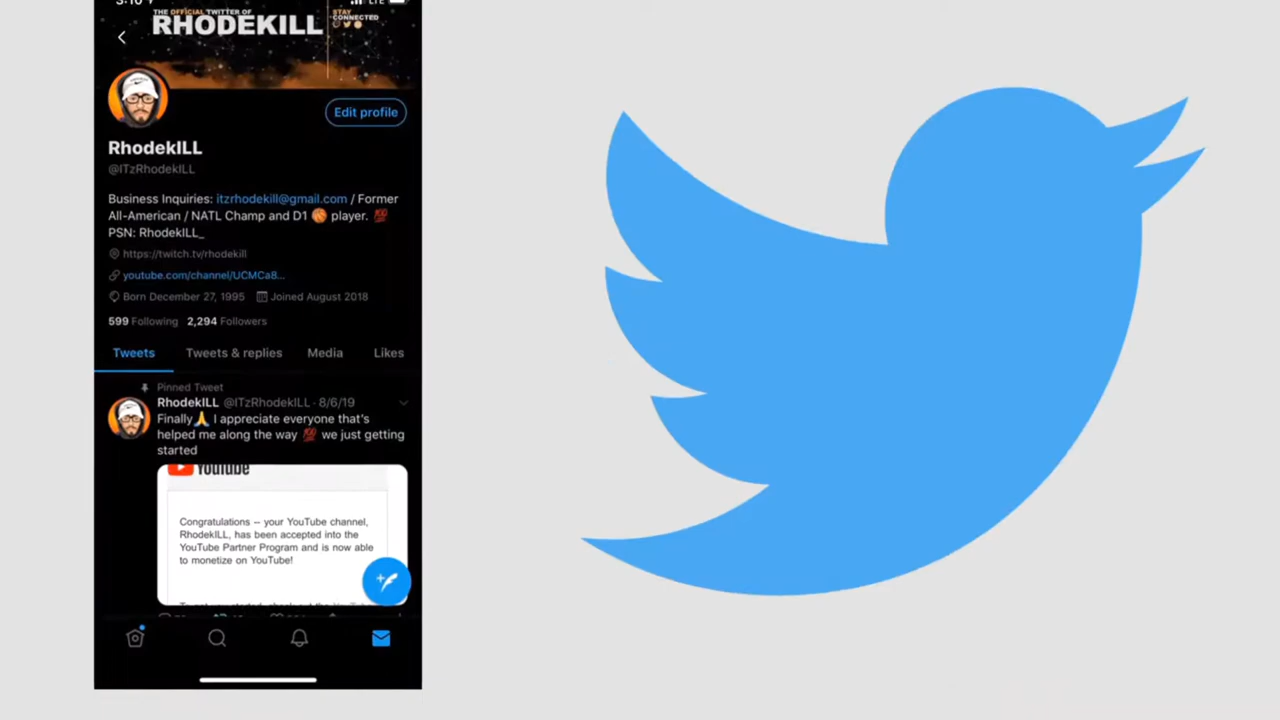 3:10
LTE
THE OFFICIAL TWITTER OF
RHODEKILL
STAY
CONNECTED
Edit profile
RhodekILL
@ITzRhodekILL
Business Inquiries: itzrhodekill@gmail.com / Former
All-American / NATL Champ and D1 🏀 player. 💯
PSN: RhodekILL_
https://twitch.tv/rhodekill
youtube.com/channel/UCMCa8...
Born December 27, 1995 Joined August 2018
599 Following 2,294 Followers
Tweets Tweets & replies Media Likes
Pinned Tweet
RhodekILL @ITzRhodekILL · 8/6/19
Finally🙏 I appreciate everyone that's
helped me along the way 💯 we just getting
started
YouTube
Congratulations – your YouTube channel,
RhodekILL, has been accepted into the
YouTube Partner Program and is now able
to monetize on YouTube!